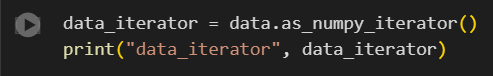 data_iterator = data.as_numpy_iterator()
print("data_iterator", data_iterator)